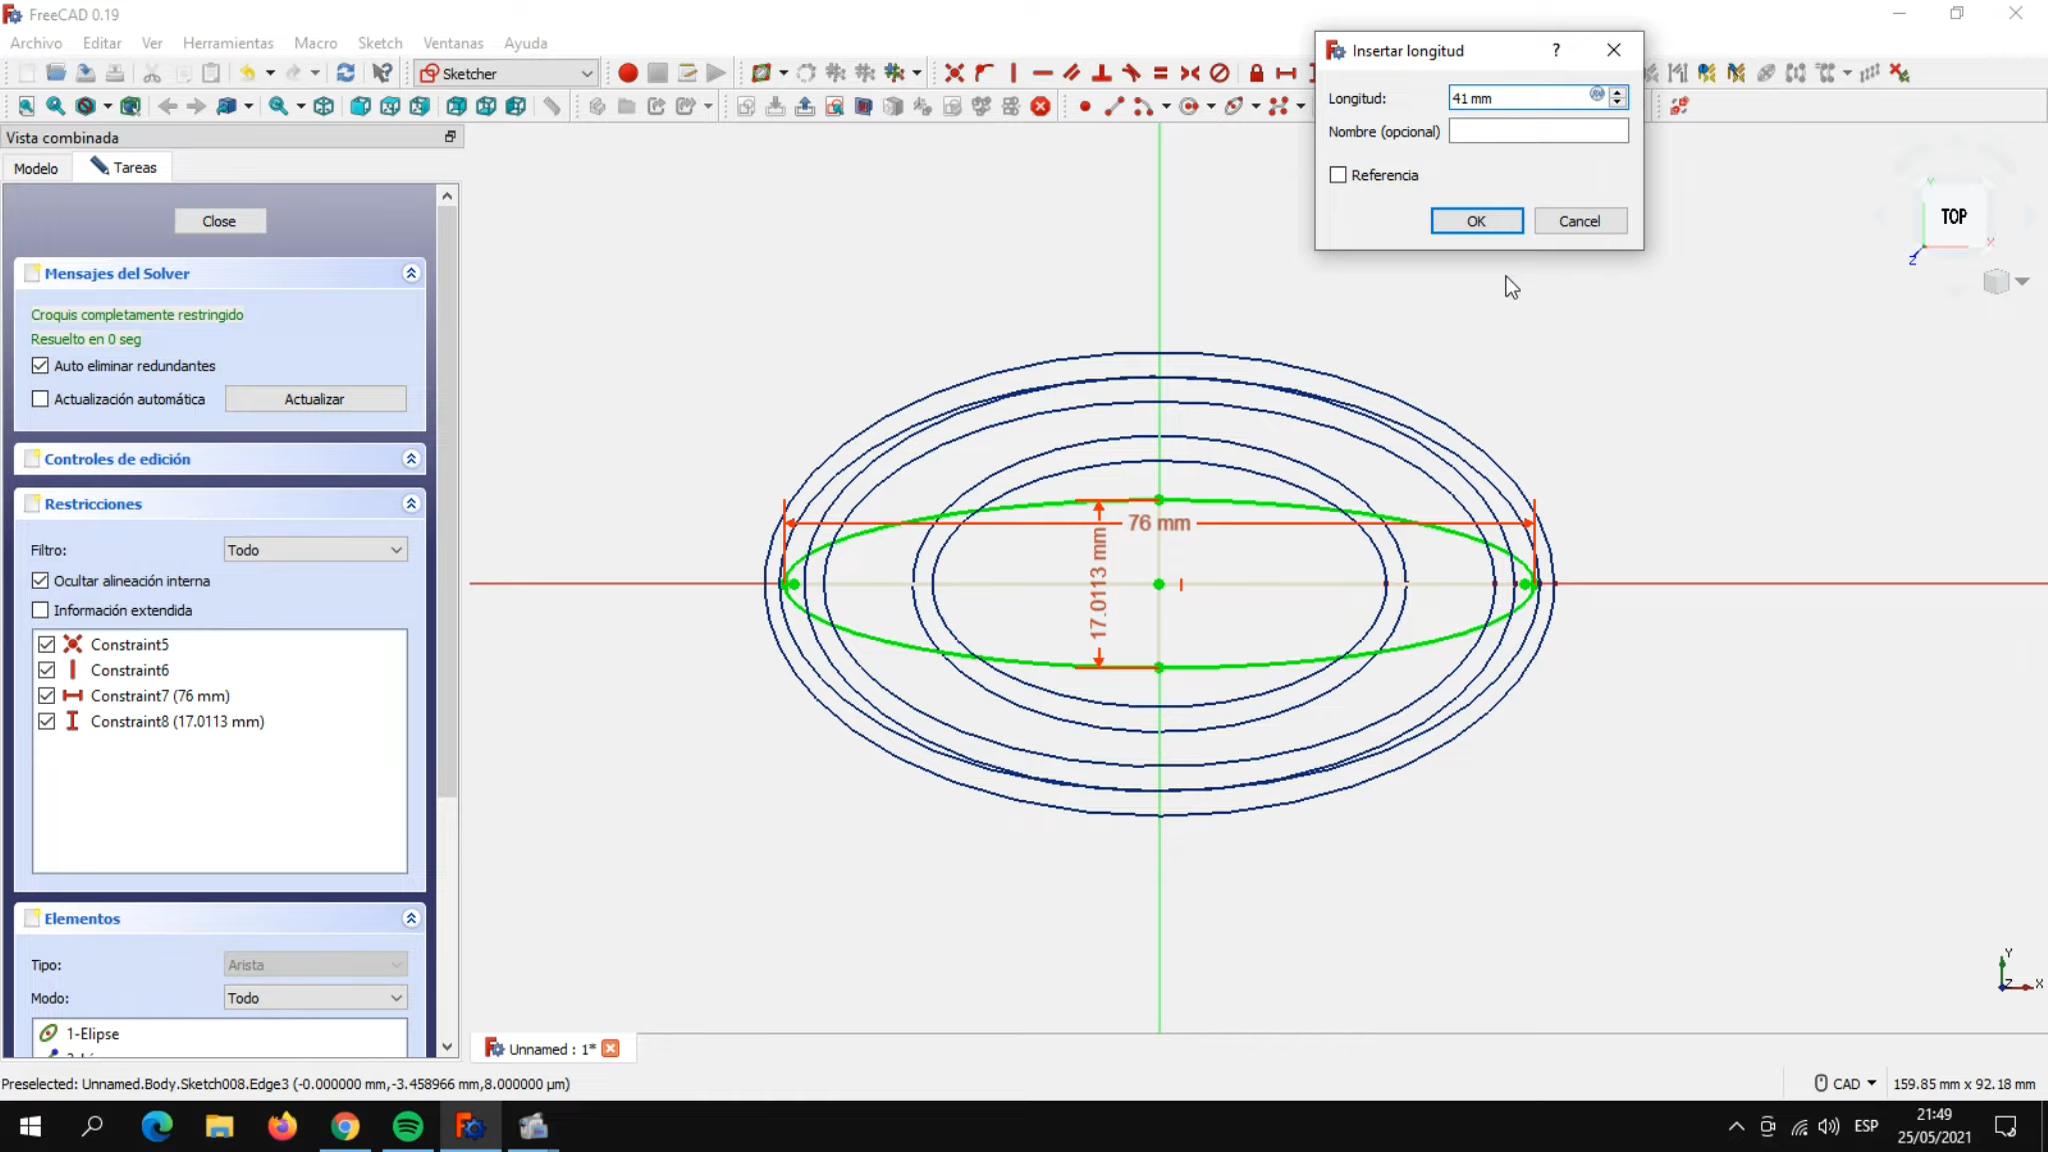 FreeCAD 0.19
Archivo Editar Ver Herramientas Macro Sketch Ventanas Ayuda
Sketcher
Vista combinada
Modelo Tareas
Close
Mensajes del Solver
Croquis completamente restringido
Resuelto en 0 seg
Auto eliminar redundantes
Actualización automática Actualizar
Controles de edición
Restricciones
Filtro: Todo
Ocultar alineación interna
Información extendida
Constraint5
Constraint6
Constraint7 (76 mm)
Constraint8 (17.0113 mm)
Elementos
Tipo: Arista
Modo: Todo
1-Elipse
Insertar longitud ?
Longitud: 41 mm
Nombre (opcional)
Referencia
OK Cancel
TOP
Y
X
Z
76 mm
17.0113 mm
Y
Z X
Unnamed : 1*
Preselected: Unnamed.Body.Sketch008.Edge3 (-0.000000 mm,-3.458966 mm,8.000000 µm)
CAD 159.85 mm x 92.18 mm
ESP
21:49
25/05/2021